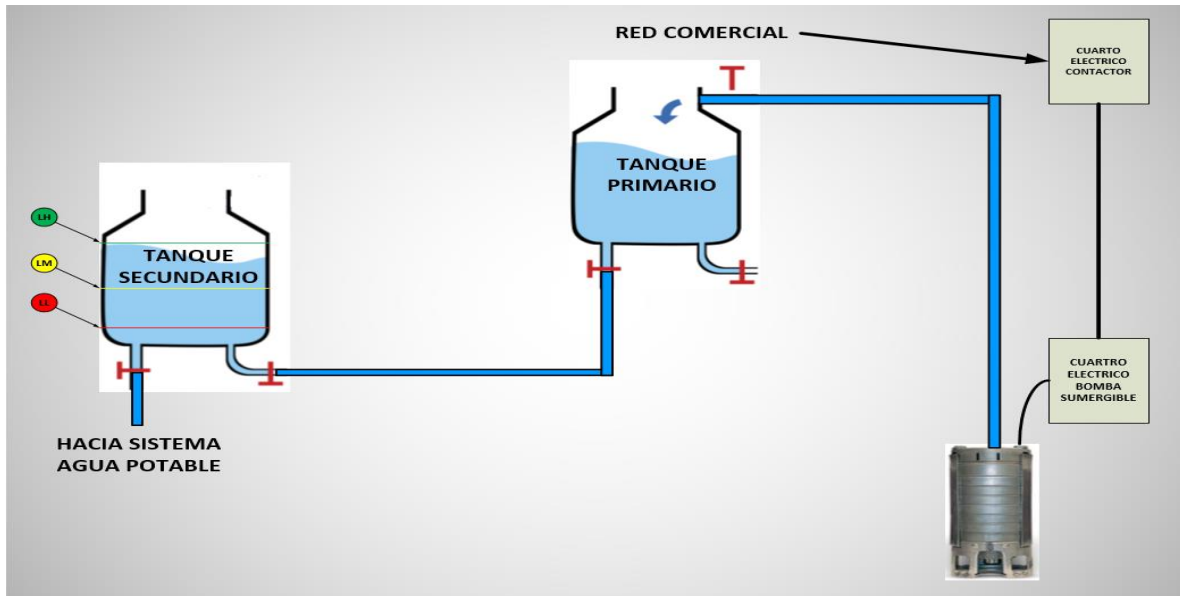 RED COMERCIAL
CUARTO
ELECTRICO
CONTACTOR
TANQUE
PRIMARIO
LH
TANQUE
SECUNDARIO
LM
LL
CUARTRO
ELECTRICO
BOMBA
SUMERGIBLE
HACIA SISTEMA
AGUA POTABLE